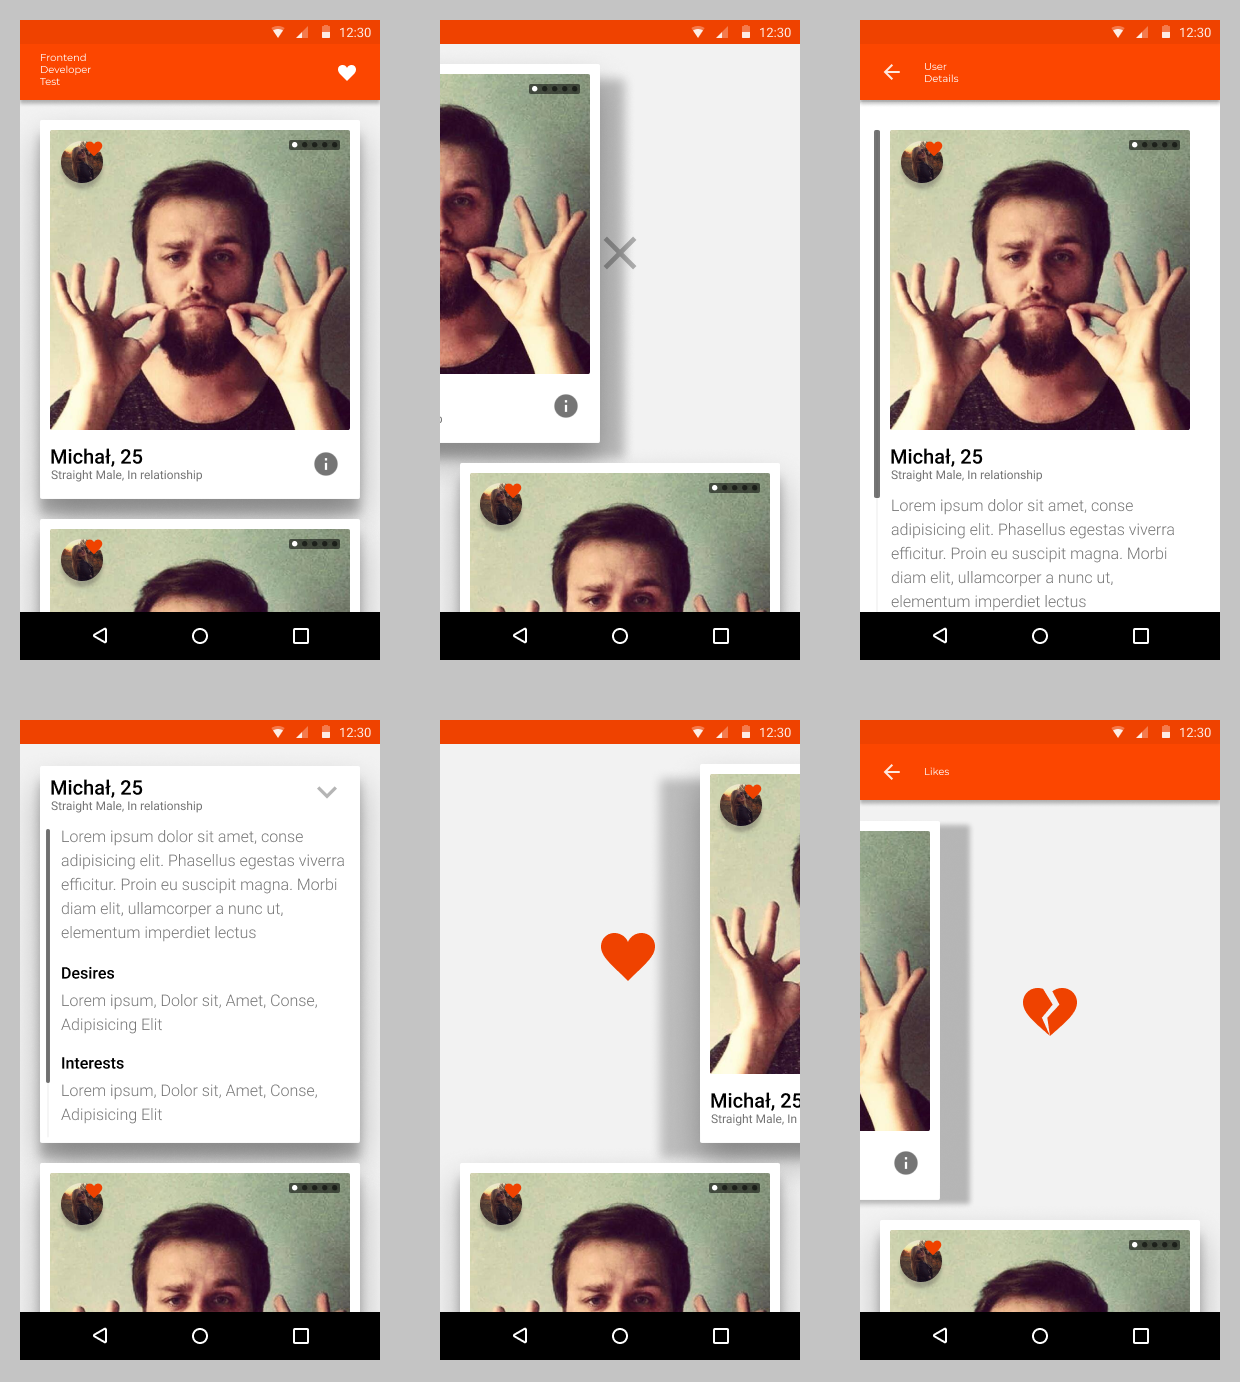 12:30
Frontend
Developer
Test
Michał, 25
Straight Male, In relationship
12:30
12:30
User
Details
Michał, 25
Straight Male, In relationship
Lorem ipsum dolor sit amet, conse
adipisicing elit. Phasellus egestas viverra
efficitur. Proin eu suscipit magna. Morbi
diam elit, ullamcorper a nunc ut,
elementum imperdiet lectus
12:30
Michał, 25
Straight Male, In relationship
Lorem ipsum dolor sit amet, conse
adipisicing elit. Phasellus egestas viverra
efficitur. Proin eu suscipit magna. Morbi
diam elit, ullamcorper a nunc ut,
elementum imperdiet lectus
Desires
Lorem ipsum, Dolor sit, Amet, Conse,
Adipisicing Elit
Interests
Lorem ipsum, Dolor sit, Amet, Conse,
Adipisicing Elit
12:30
Michał, 25
Straight Male, In
12:30
Likes